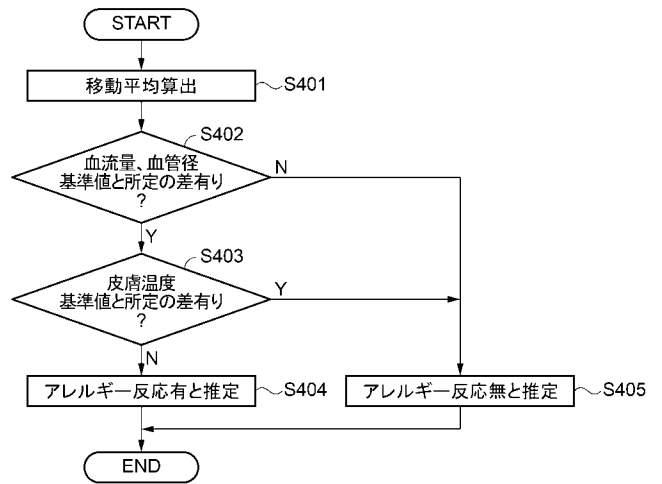 START
移動平均算出
S401
S402
血流量、血管径
基準値と所定の差有り
?
N
Y
S403
皮膚温度
基準値と所定の差有り
?
Y
N
アレルギー反応有と推定
S404
アレルギー反応無と推定
S405
END